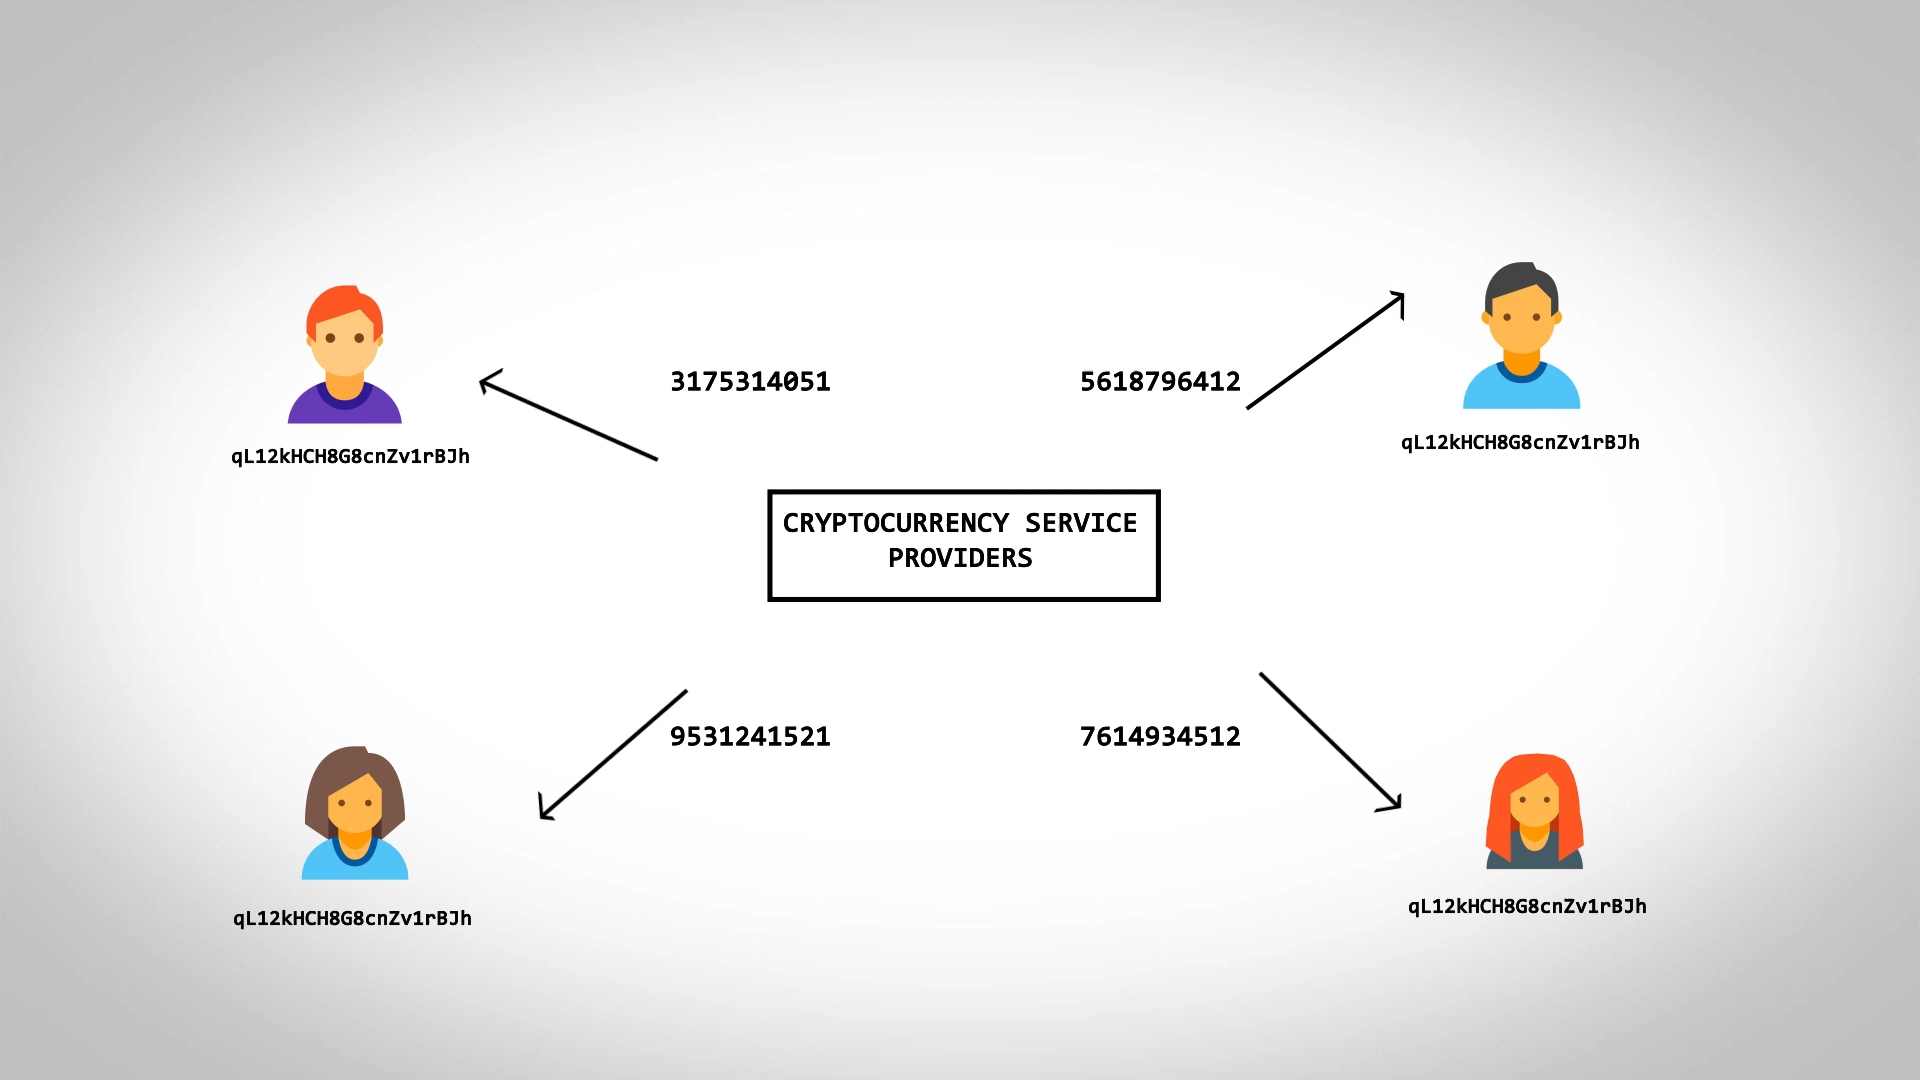 3175314051
5618796412
qL12kHCH8G8cnZv1rBJh
qL12kHCH8G8cnZv1rBJh
CRYPTOCURRENCY SERVICE
PROVIDERS
9531241521
7614934512
qL12kHCH8G8cnZv1rBJh
qL12kHCH8G8cnZv1rBJh